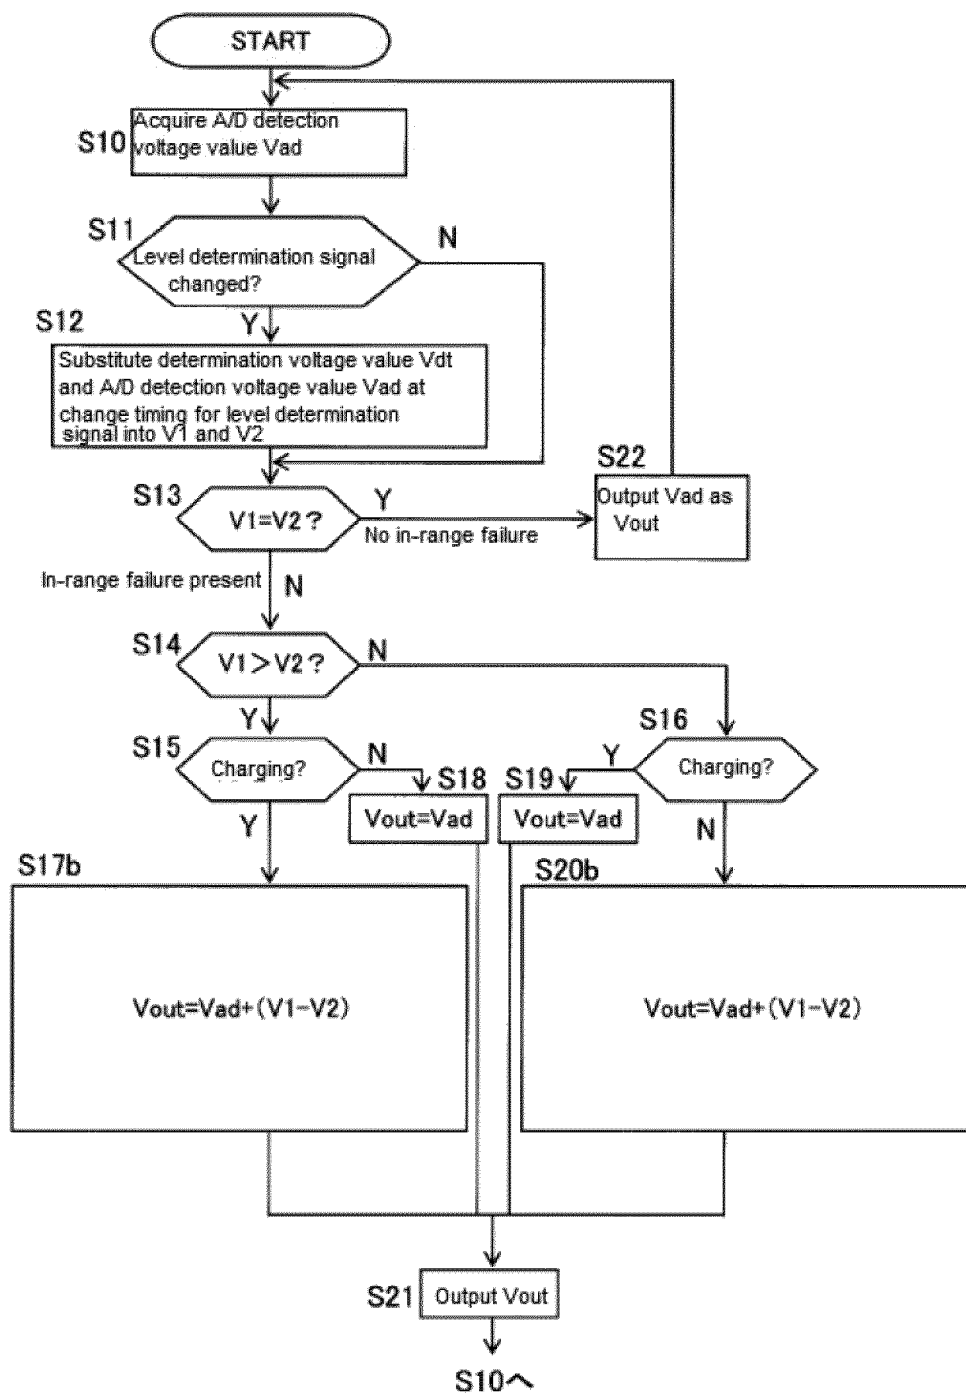 START
S10
Acquire A/D detection
voltage value Vad
S11
Level determination signal
changed?
N
Y
S12
Substitute determination voltage value Vdt
and A/D detection voltage value Vad at
change timing for level determination
signal into V1 and V2
S13
V1=V2?
Y
No in-range failure
S22
Output Vad as
Vout
In-range failure present
N
S14
V1>V2?
N
Y
S15
Charging?
N
Y
S16
Charging?
Y
N
S18
Vout=Vad
S19
Vout=Vad
S17b
Vout=Vad+(V1-V2)
S20b
Vout=Vad+(V1-V2)
S21
Output Vout
S10へ